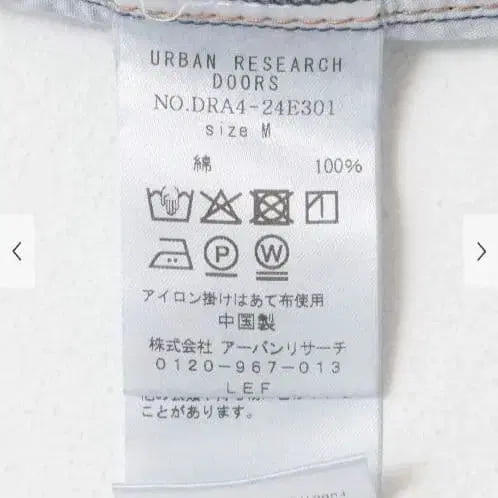 URBAN RESEARCH
DOORS
NO.DRA4-24E301
size M
綿 100%
P W
アイロン掛けはあて布使用
中国製
株式会社 アーバンリサーチ
0120-967-013
LEF
ことがあります。